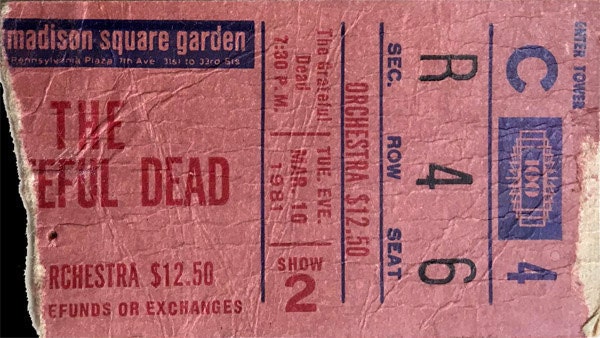 madison square garden
Pennsylvania Plaza, 7th Ave., 31st to 33rd Sts
THE
TEFUL DEAD
ORCHESTRA $12.50
EFUNDS OR EXCHANGES
The Grateful
Dead
7:30 P.M.
TUE. EVE.
MAR. 10
1981
SHOW
2
ORCHESTRA $12.50
SEC. ROW SEAT
R 4 6
C 4
100
ENTER TOWER